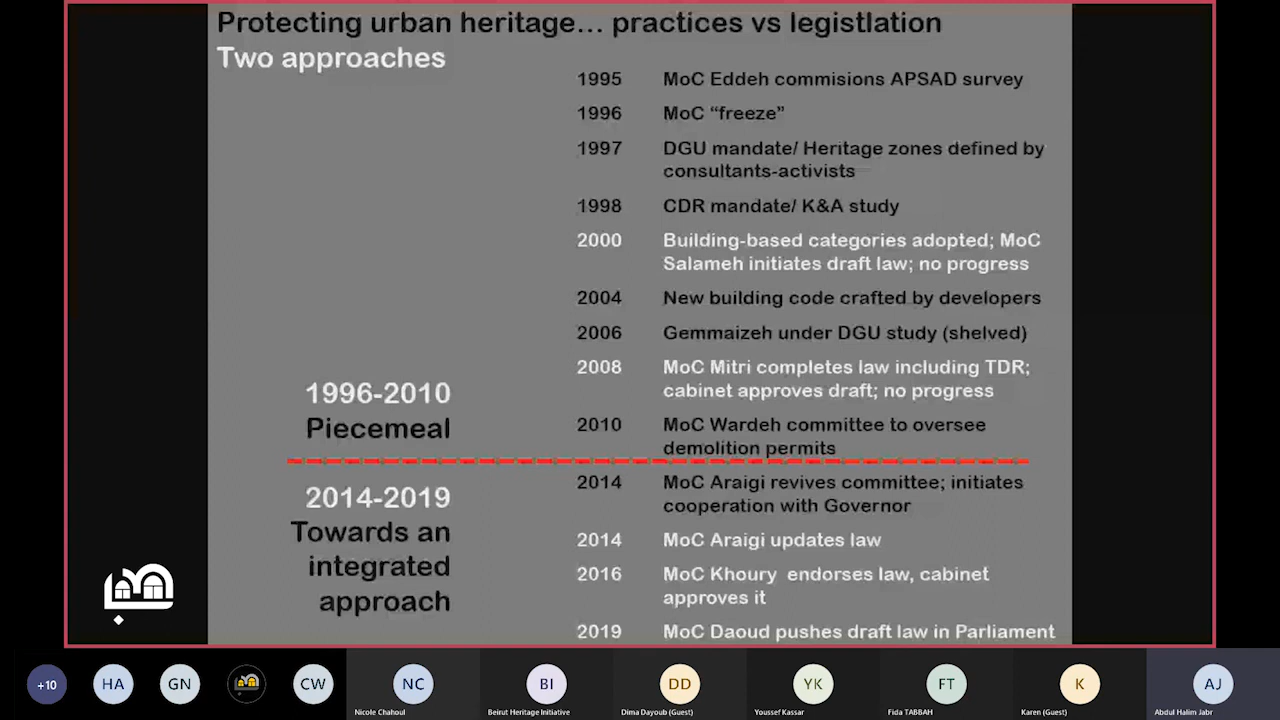 Protecting urban heritage... practices vs legistlation
Two approaches
1995 MoC Eddeh commisions APSAD survey
1996 MoC “freeze”
1997 DGU mandate/ Heritage zones defined by
consultants-activists
1998 CDR mandate/ K&A study
2000 Building-based categories adopted; MoC
Salameh initiates draft law; no progress
2004 New building code crafted by developers
2006 Gemmaizeh under DGU study (shelved)
2008 MoC Mitri completes law including TDR;
cabinet approves draft; no progress
1996-2010
Piecemeal
2010 MoC Wardeh committee to oversee
demolition permits
2014-2019
Towards an
integrated
approach
2014 MoC Araigi revives committee; initiates
cooperation with Governor
2014 MoC Araigi updates law
2016 MoC Khoury endorses law, cabinet
approves it
2019 MoC Daoud pushes draft law in Parliament
+10
HA
GN
CW
NC
Nicole Chahoul
BI
Beirut Heritage Initiative
DD
Dima Dayoub (Guest)
YK
Youssef Kassar
FT
Fida TABBAH
K
Karen (Guest)
AJ
Abdul Halim Jabr